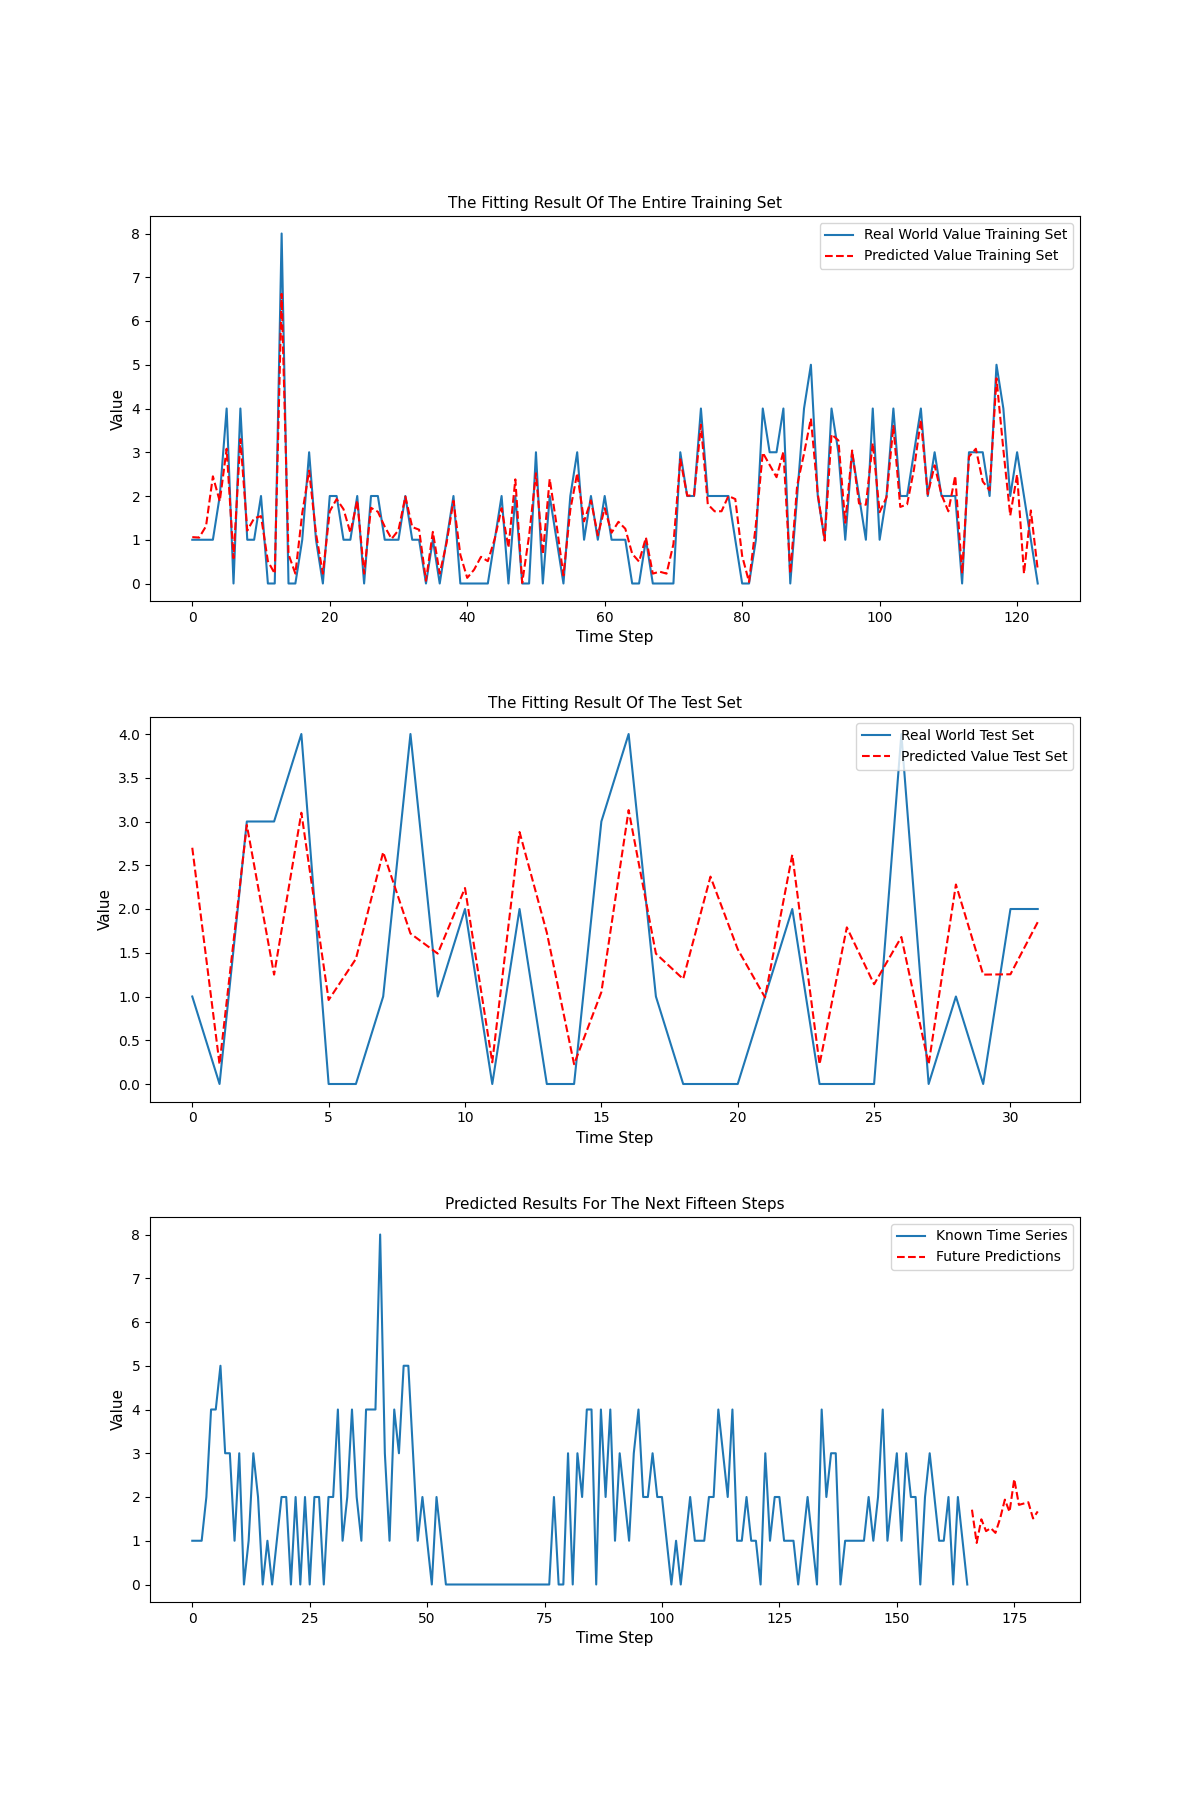 The Fitting Result Of The Entire Training Set
Real World Value Training Set
Predicted Value Training Set
8
7
6
5
4
3
2
1
0
Value
0 20 40 60 80 100 120
Time Step
The Fitting Result Of The Test Set
Real World Test Set
Predicted Value Test Set
4.0
3.5
3.0
2.5
2.0
1.5
1.0
0.5
0.0
Value
0 5 10 15 20 25 30
Time Step
Predicted Results For The Next Fifteen Steps
Known Time Series
Future Predictions
8
7
6
5
4
3
2
1
0
Value
0 25 50 75 100 125 150 175
Time Step